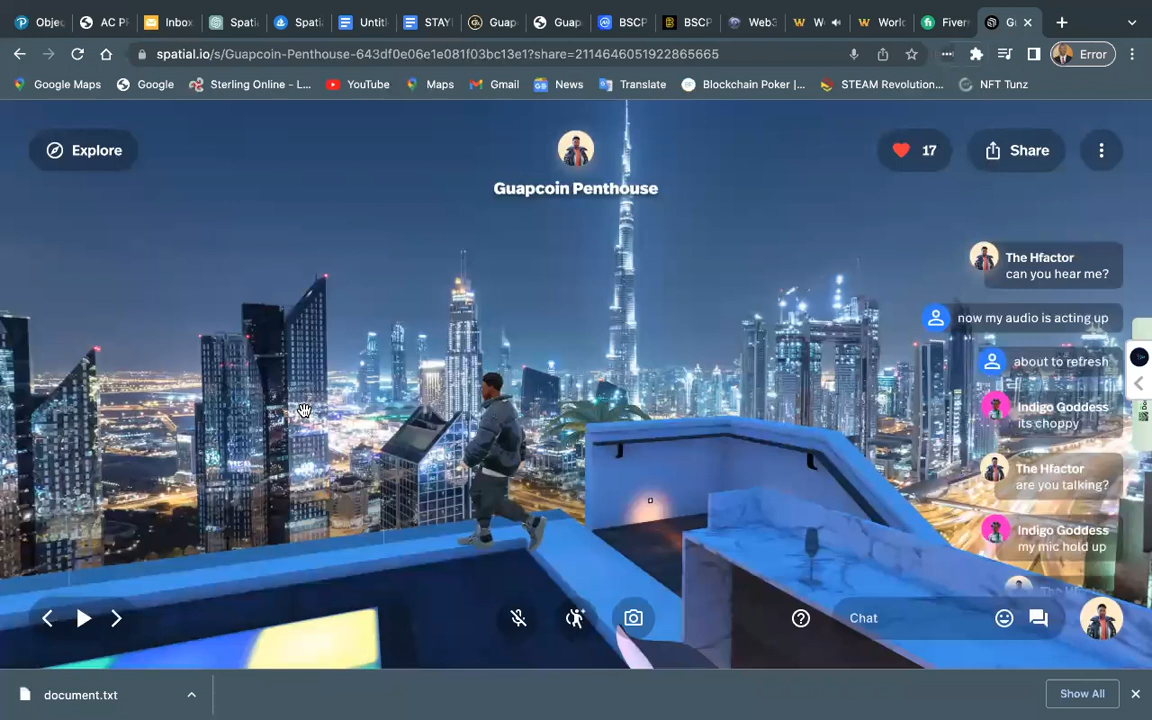 Obje
AC P
Inbox
Spati
Spati
Untit
STAY
Guap
Guap
BSCP
BSCP
Web3
W
World
Fiver
G
spatial.io/s/Guapcoin-Penthouse-643df0e06e1e081f03bc13e1?share=2114646051922865665
Error
Google Maps
Google
Sterling Online - L...
YouTube
Maps
Gmail
News
Translate
Blockchain Poker |...
STEAM Revolution...
NFT Tunz
Explore
Guapcoin Penthouse
17
Share
The Hfactor
can you hear me?
now my audio is acting up
about to refresh
Indigo Goddess
its choppy
The Hfactor
are you talking?
Indigo Goddess
my mic hold up
Chat
document.txt
Show All